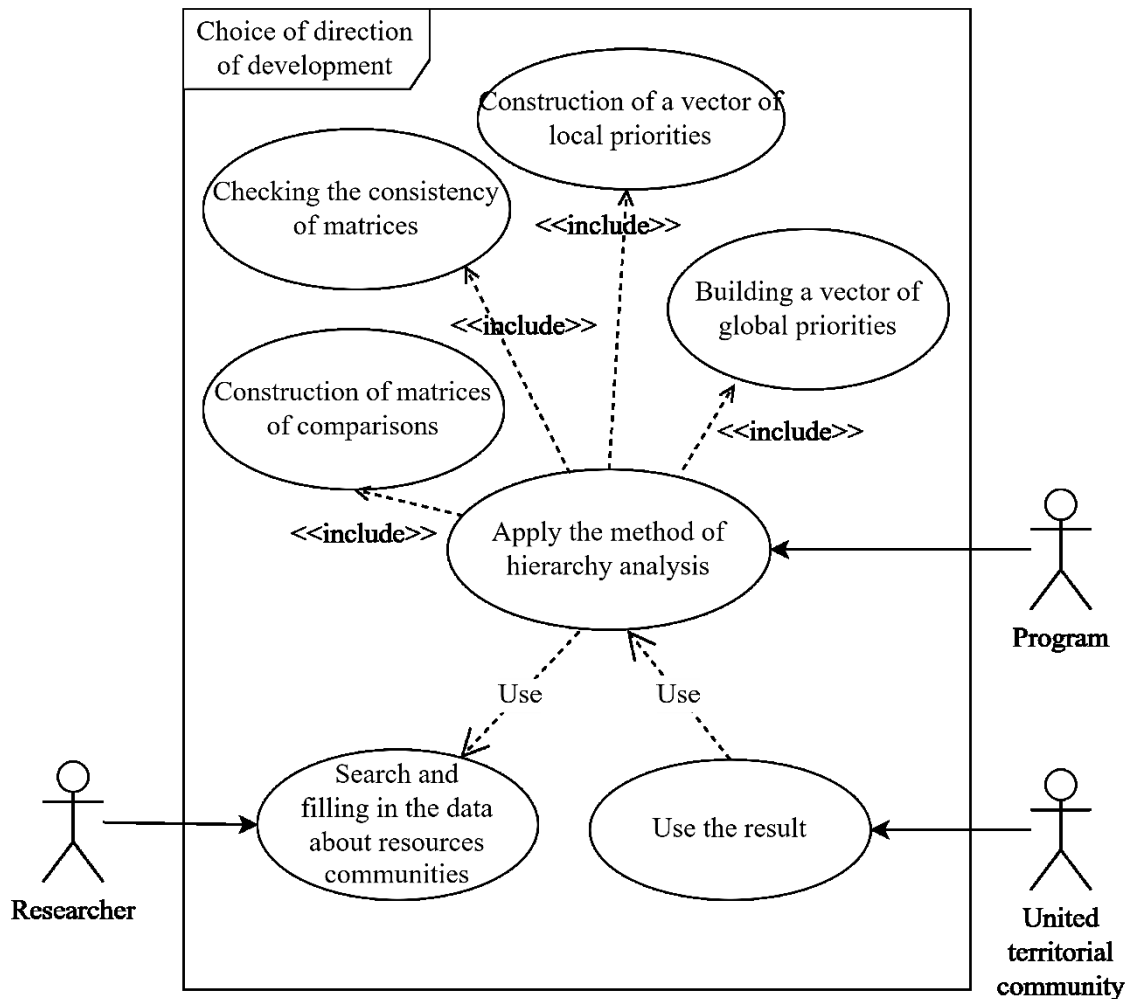 Choice of direction
of development
Construction of a vector of
local priorities
Checking the consistency
of matrices
<<include>>
Building a vector of
global priorities
<<include>>
Construction of matrices
of comparisons
<<include>>
<<include>>
Apply the method of
hierarchy analysis
Program
Use
Use
Search and
filling in the data
about resources
communities
Use the result
Researcher
United
territorial
community